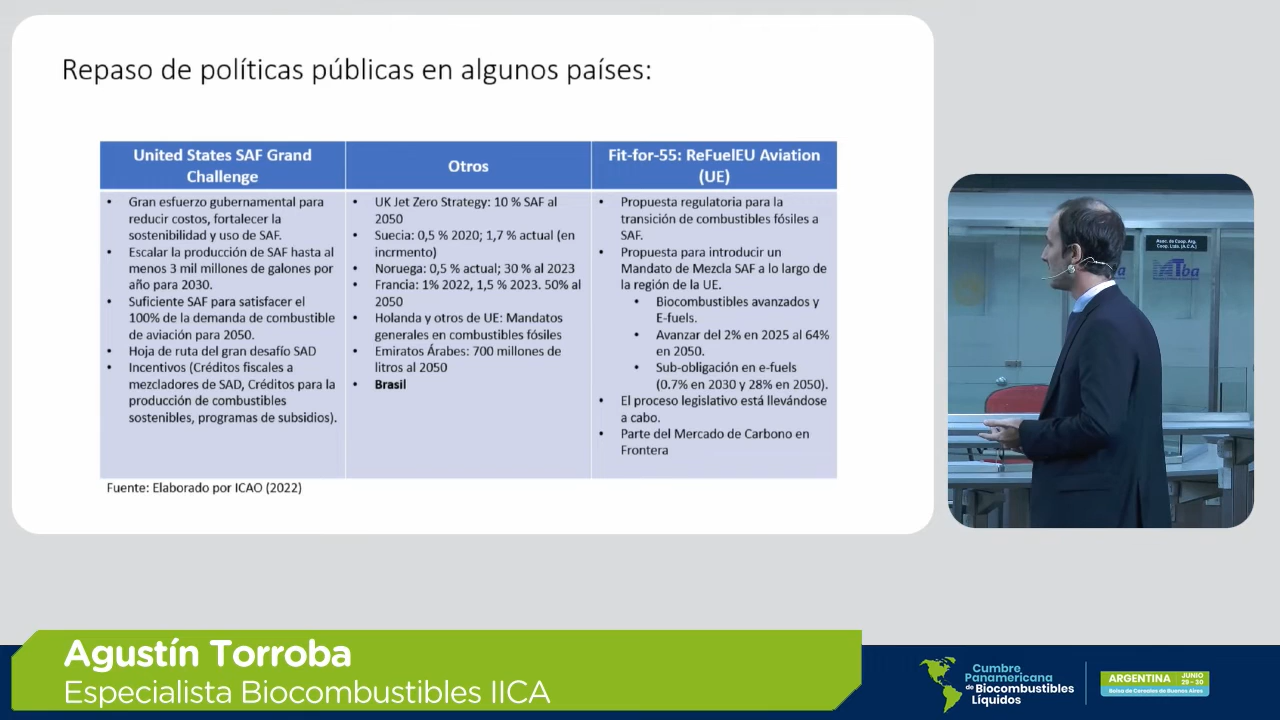 Repaso de políticas públicas en algunos países:
United States SAF Grand
Challenge
• Gran esfuerzo gubernamental para
reducir costos, fortalecer la
sostenibilidad y uso de SAF.
• Escalar la producción de SAF hasta al
menos 3 mil millones de galones por
año para 2030.
• Suficiente SAF para satisfacer el
100% de la demanda de combustible
de aviación para 2050.
• Hoja de ruta del gran desafío SAD
• Incentivos (Créditos fiscales a
mezcladores de SAD, Créditos para la
producción de combustibles
sostenibles, programas de subsidios).
Otros
• UK Jet Zero Strategy: 10 % SAF al
2050
• Suecia: 0,5 % 2020; 1,7 % actual (en
incrmento)
• Noruega: 0,5 % actual; 30 % al 2023
• Francia: 1% 2022, 1,5 % 2023. 50% al
2050
• Holanda y otros de UE: Mandatos
generales en combustibles fósiles
• Emiratos Árabes: 700 millones de
litros al 2050
• Brasil
Fit-for-55: ReFuelEU Aviation
(UE)
• Propuesta regulatoria para la
transición de combustibles fósiles a
SAF.
• Propuesta para introducir un
Mandato de Mezcla SAF a lo largo de
la región de la UE.
• Biocombustibles avanzados y
E-fuels.
• Avanzar del 2% en 2025 al 64%
en 2050.
• Sub-obligación en e-fuels
(0.7% en 2030 y 28% en 2050).
• El proceso legislativo está llevándose
a cabo.
• Parte del Mercado de Carbono en
Frontera
Fuente: Elaborado por ICAO (2022)
Asoc. de Coop. Arg.
Coop. Ltda. (A.C.A.)
Tba
Agustín Torroba
Especialista Biocombustibles IICA
Cumbre
Panamericana
de Biocombustibles
Líquidos
ARGENTINA
JUNIO
29 - 30
Bolsa de Cereales de Buenos Aires